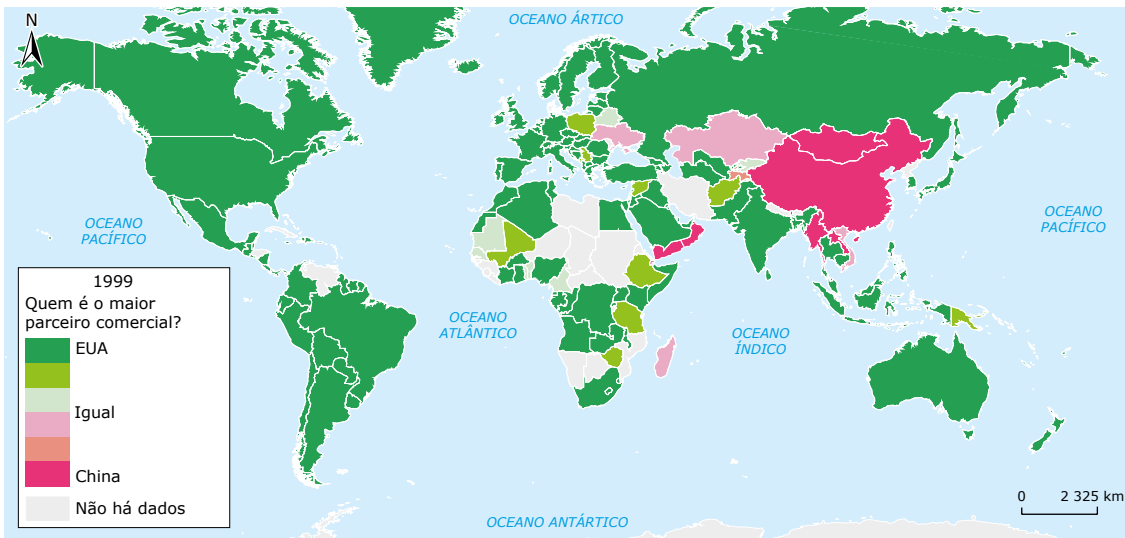 N
OCEANO ÁRTICO
OCEANO
PACÍFICO
OCEANO
PACÍFICO
OCEANO
ATLÂNTICO
OCEANO
ÍNDICO
1999
Quem é o maior
parceiro comercial?
EUA
Igual
China
Não há dados
0 2 325 km
OCEANO ANTÁRTICO